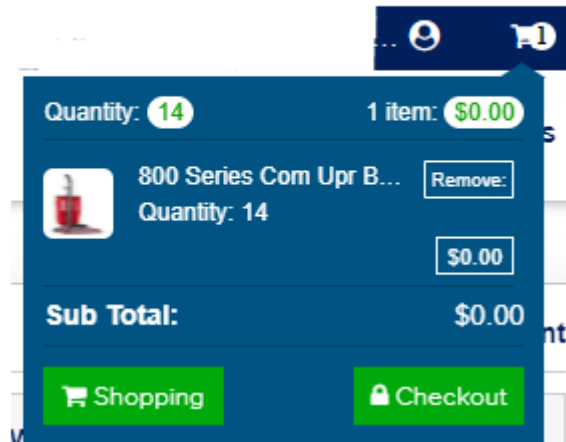 ... 1
Quantity: 14 1 item: $0.00
s
800 Series Com Upr B... Remove:
Quantity: 14
$0.00
Sub Total: $0.00
nt
Shopping Checkout